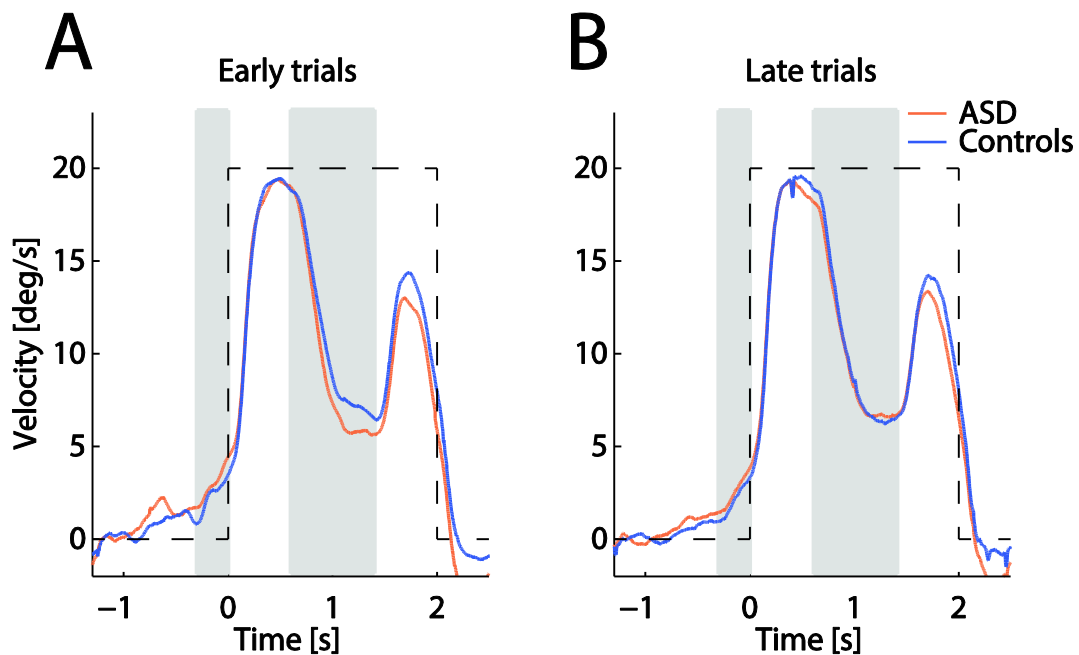 A
B
Early trials
Late trials
ASD
Controls
Velocity [deg/s]
20
15
10
5
0
20
15
10
5
0
−1
0
1
2
−1
0
1
2
Time [s]
Time [s]